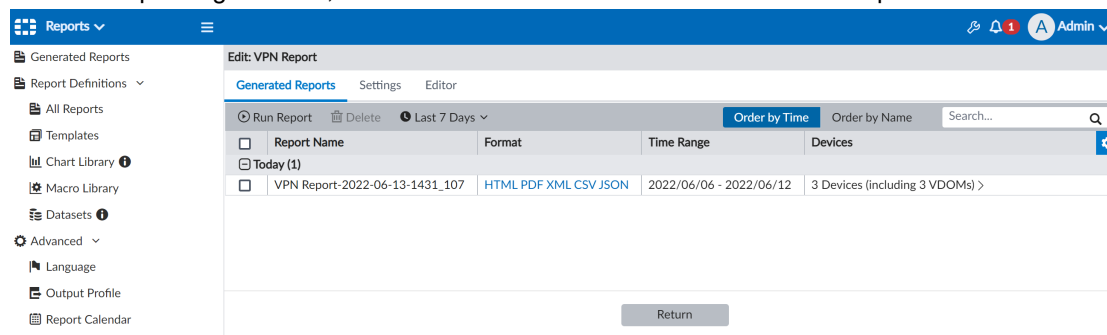 Reports
1 A Admin
Generated Reports
Report Definitions
All Reports
Templates
Chart Library
Macro Library
Datasets
Advanced
Language
Output Profile
Report Calendar
Edit: VPN Report
Generated Reports Settings Editor
Run Report Delete Last 7 Days Order by Time Order by Name Search...
Report Name Format Time Range Devices
Today (1)
VPN Report-2022-06-13-1431_107 HTML PDF XML CSV JSON 2022/06/06 - 2022/06/12 3 Devices (including 3 VDOMs) >
Return